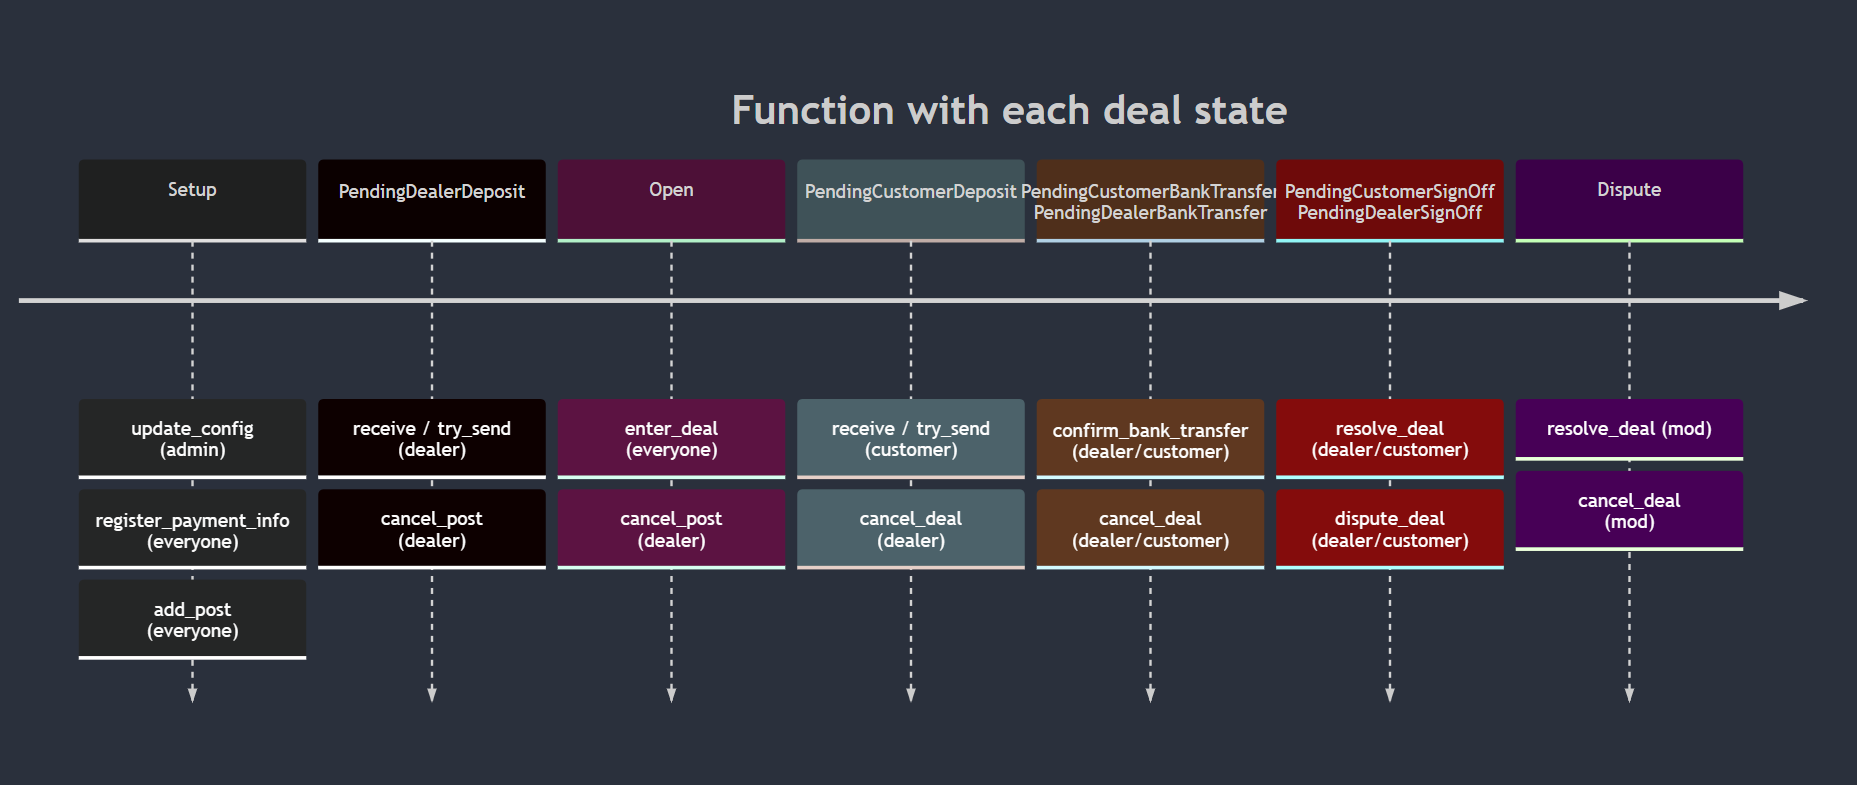 Function with each deal state
Setup
PendingDealerDeposit
Open
PendingCustomerDeposit
PendingCustomerBankTransfer
PendingDealerBankTransfer
PendingCustomerSignOff
PendingDealerSignOff
Dispute
update_config
(admin)
register_payment_info
(everyone)
add_post
(everyone)
receive / try_send
(dealer)
cancel_post
(dealer)
enter_deal
(everyone)
cancel_post
(dealer)
receive / try_send
(customer)
cancel_deal
(dealer)
confirm_bank_transfer
(dealer/customer)
cancel_deal
(dealer/customer)
resolve_deal
(dealer/customer)
dispute_deal
(dealer/customer)
resolve_deal (mod)
cancel_deal
(mod)